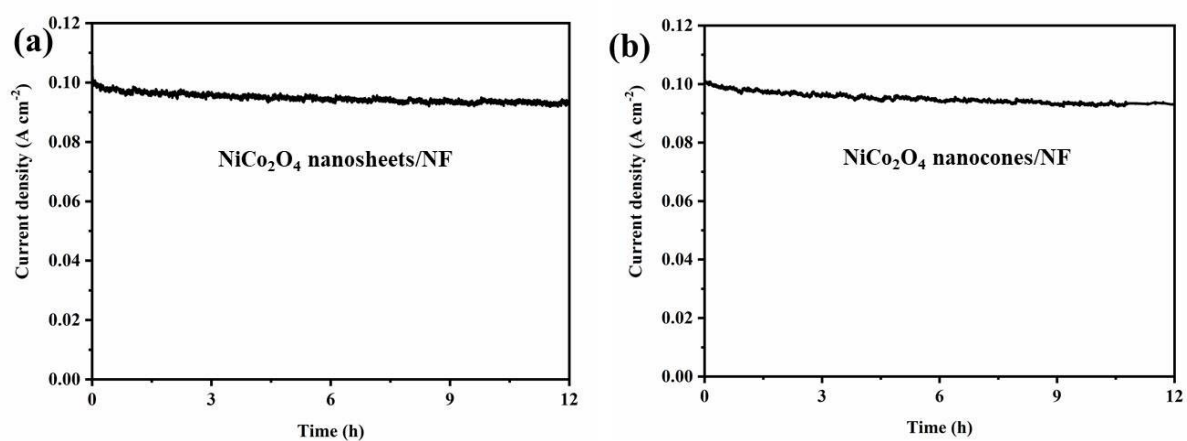 (a)
0.12
0.10
0.08
0.06
0.04
0.02
0.00
Current density (A cm⁻²)
NiCo₂O₄ nanosheets/NF
0 3 6 9 12
Time (h)
(b)
0.12
0.10
0.08
0.06
0.04
0.02
0.00
Current density (A cm⁻²)
NiCo₂O₄ nanocones/NF
0 3 6 9 12
Time (h)